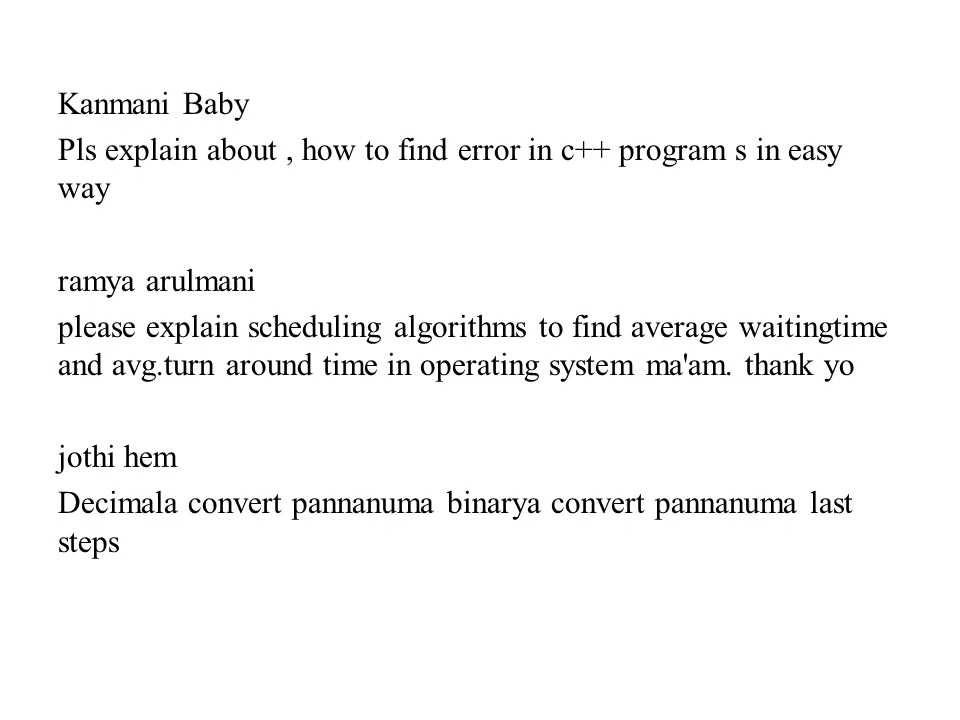 Kanmani Baby
Pls explain about , how to find error in c++ program s in easy
way
ramya arulmani
please explain scheduling algorithms to find average waitingtime
and avg.turn around time in operating system ma'am. thank yo
jothi hem
Decimala convert pannanuma binarya convert pannanuma last
steps